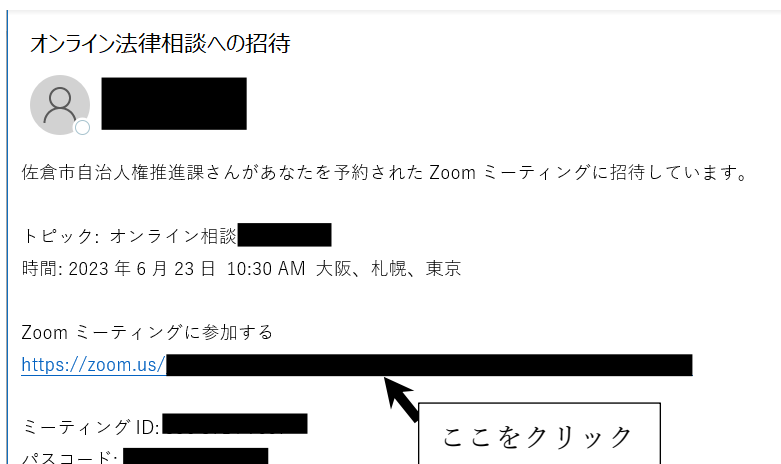 オンライン法律相談への招待
佐倉市自治人権推進課さんがあなたを予約された Zoom ミーティングに招待しています。
トピック: オンライン相談
時間: 2023 年 6 月 23 日 10:30 AM 大阪、札幌、東京
Zoom ミーティングに参加する
https://zoom.us/
ミーティング ID:
ここをクリック
パスコード: